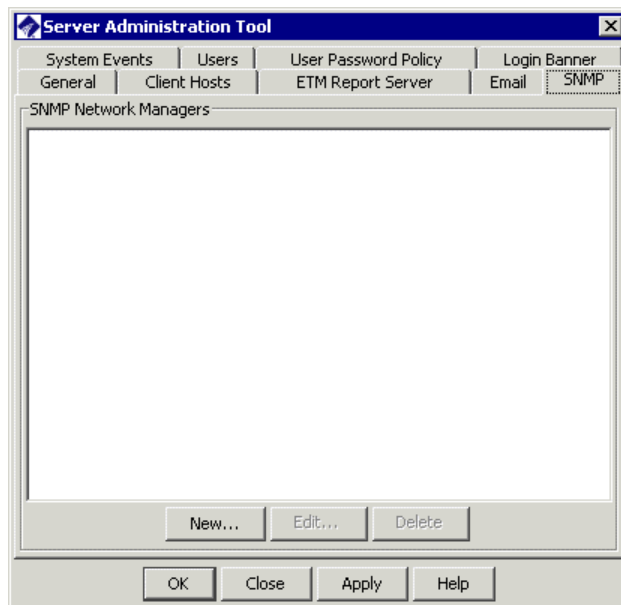 Server Administration Tool
System Events Users User Password Policy Login Banner
General Client Hosts ETM Report Server Email SNMP
SNMP Network Managers
New... Edit... Delete
OK Close Apply Help